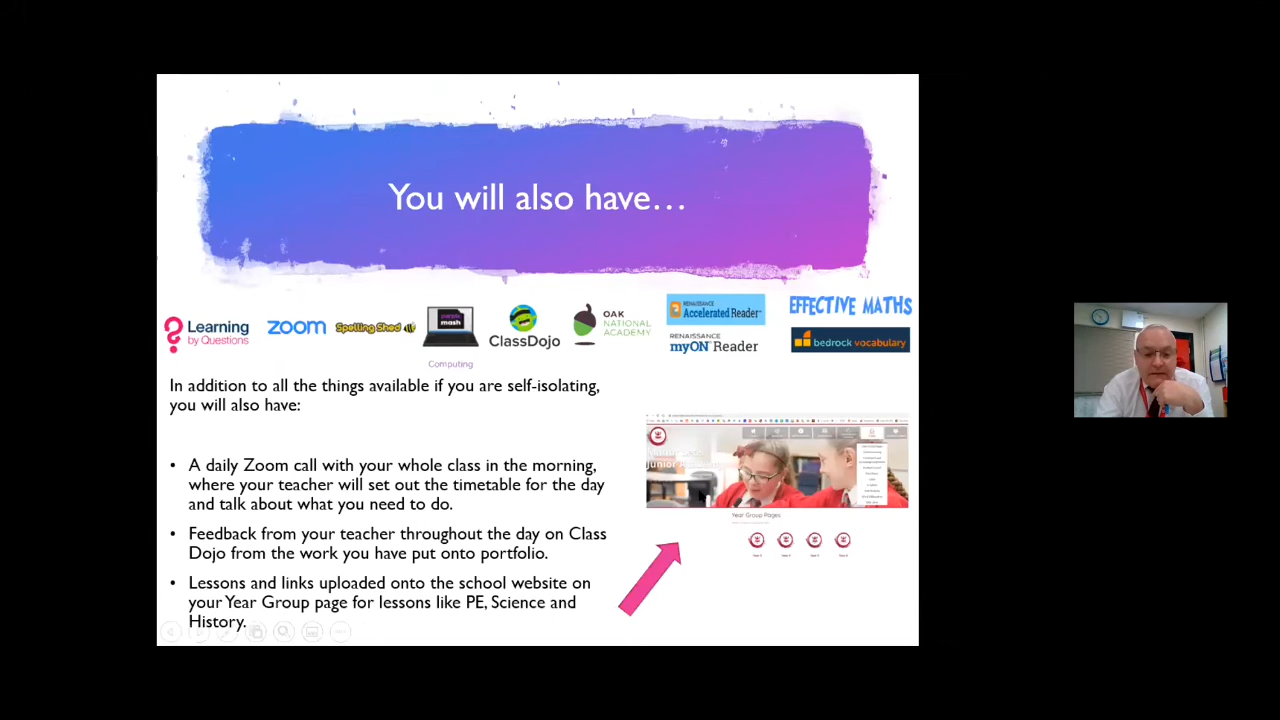 You will also have…
Learning
by Questions
zoom
Spelling Shed
purple
mash
Computing
ClassDojo
OAK
NATIONAL
ACADEMY
RENAISSANCE
Accelerated Reader™
RENAISSANCE
myON Reader
EFFECTIVE MATHS
bedrock vocabulary
In addition to all the things available if you are self-isolating,
you will also have:
• A daily Zoom call with your whole class in the morning,
where your teacher will set out the timetable for the day
and talk about what you need to do.
• Feedback from your teacher throughout the day on Class
Dojo from the work you have put onto portfolio.
• Lessons and links uploaded onto the school website on
your Year Group page for lessons like PE, Science and
History.
Junior
Year Group Pages